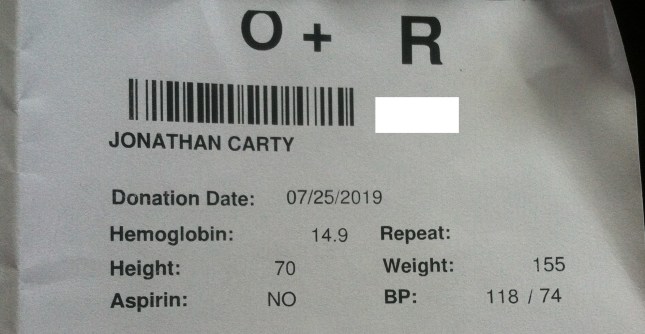 O + R
JONATHAN CARTY
Donation Date: 07/25/2019
Hemoglobin: 14.9 Repeat:
Height: 70 Weight: 155
Aspirin: NO BP: 118 / 74